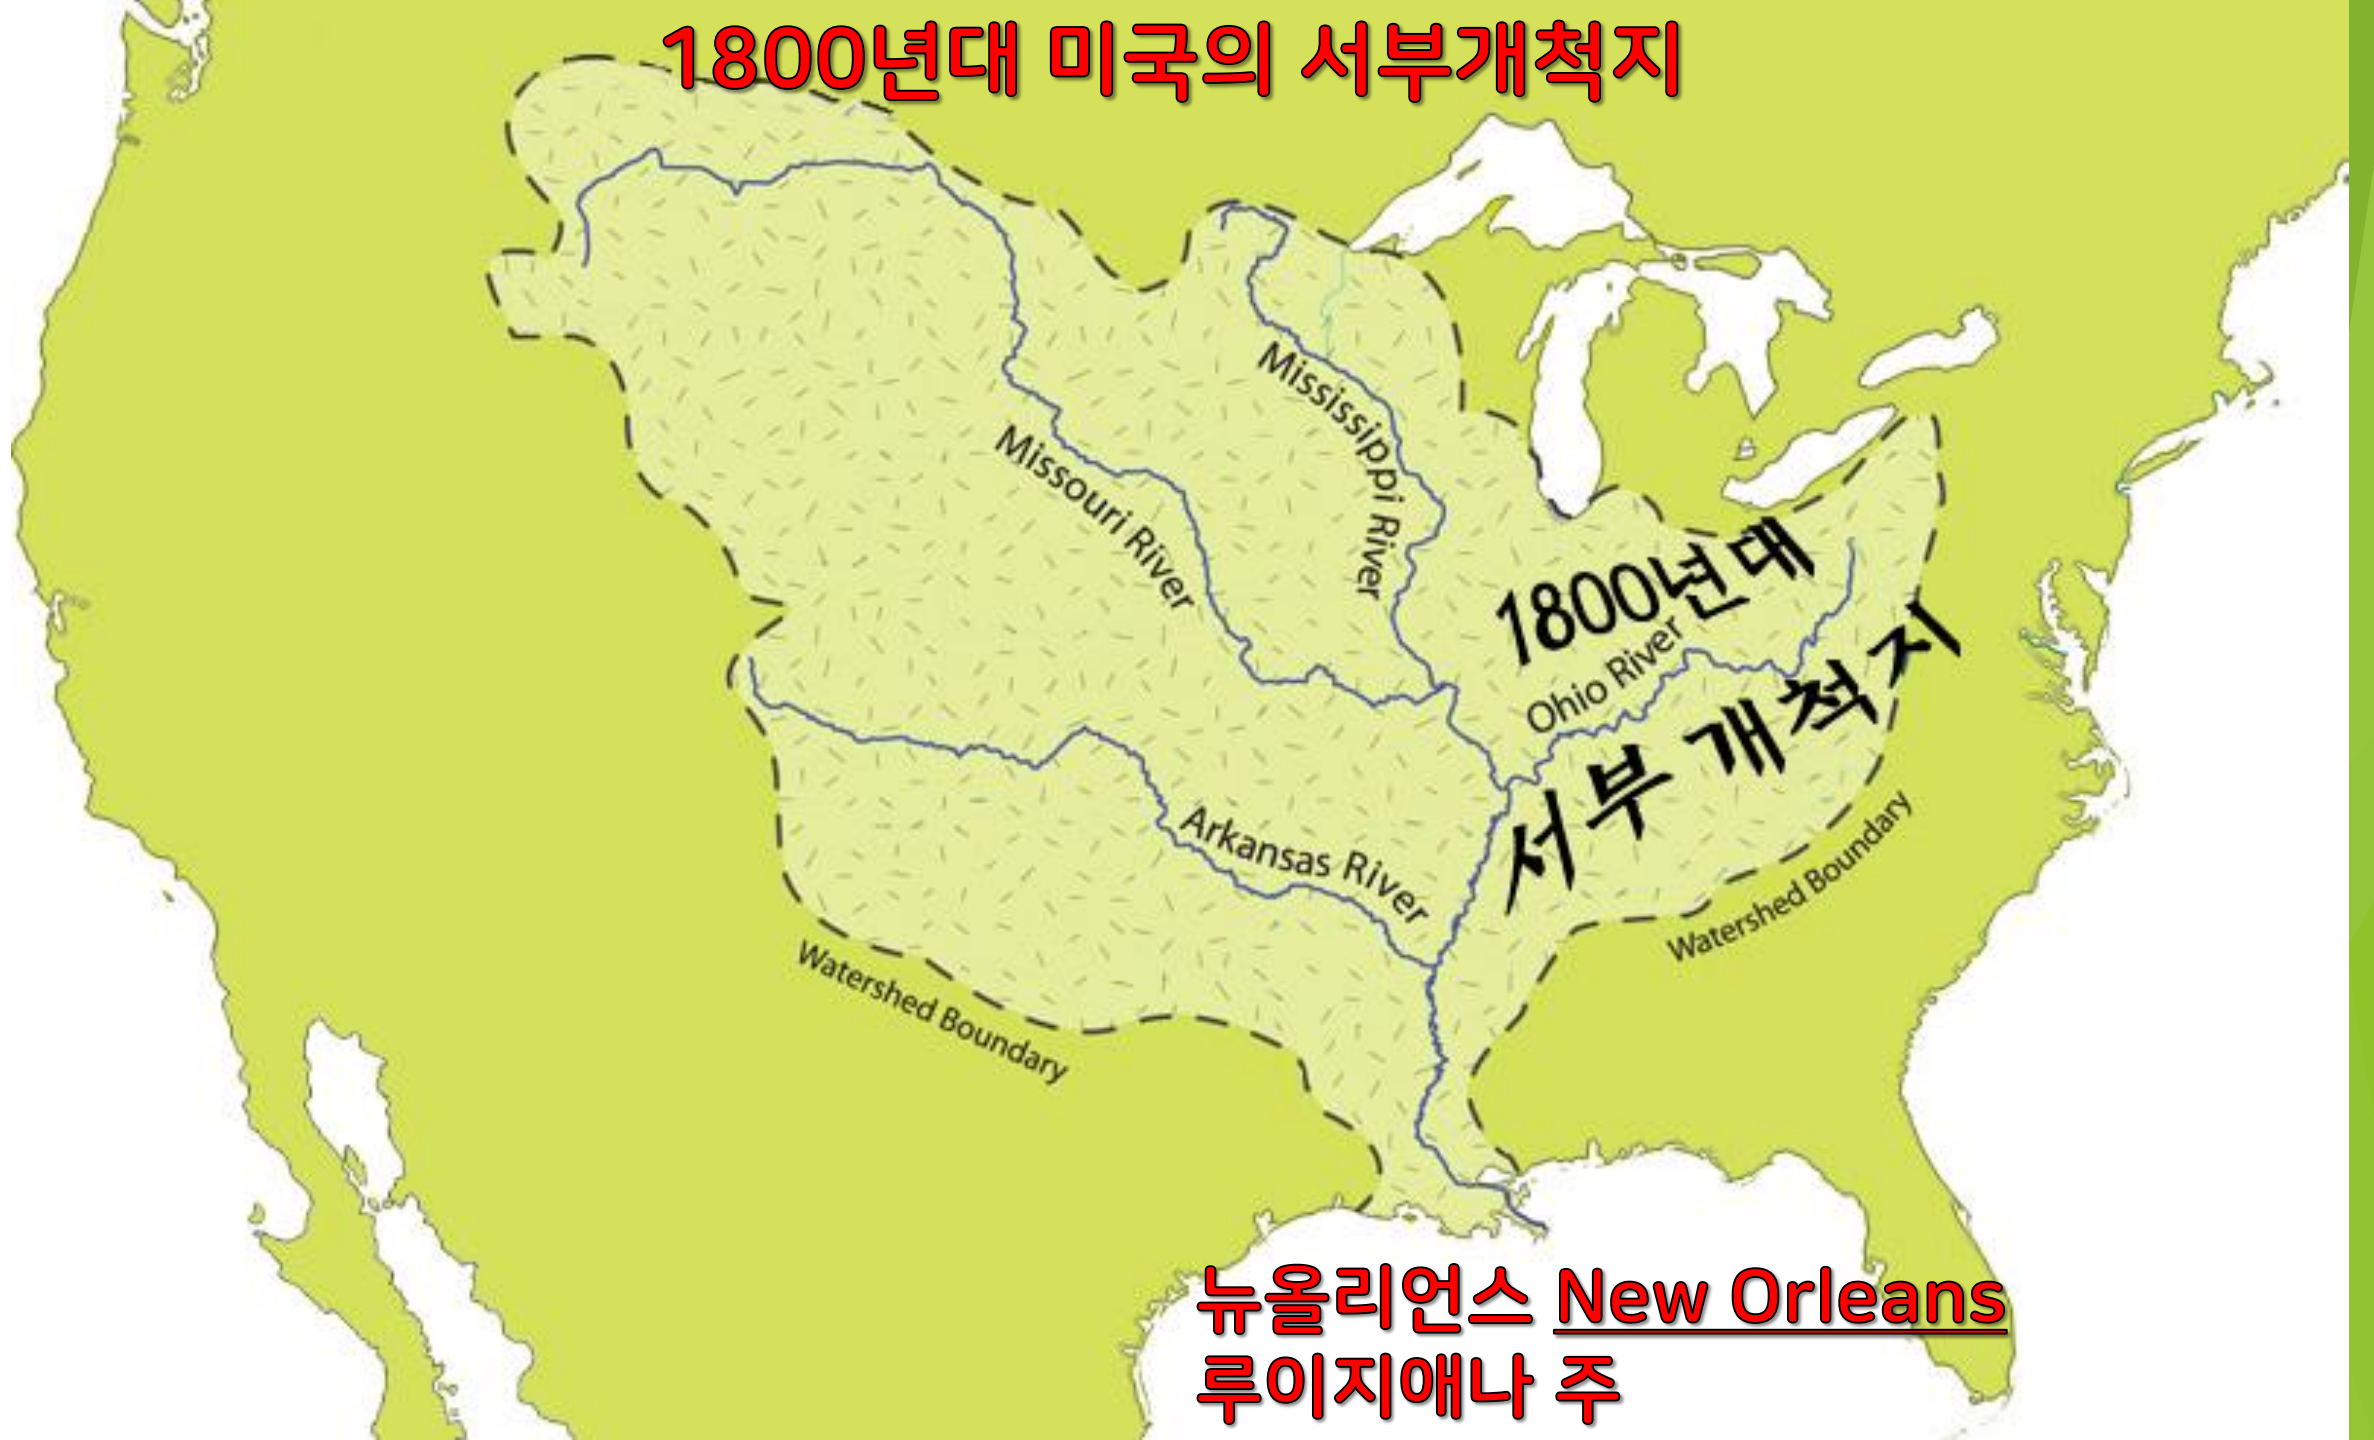 1800년대 미국의 서부개척지
Mississippi River
Missouri River
1800년대
Ohio River
서부 개척지
Arkansas River
Watershed Boundary
Watershed Boundary
뉴올리언스 New Orleans
루이지애나 주